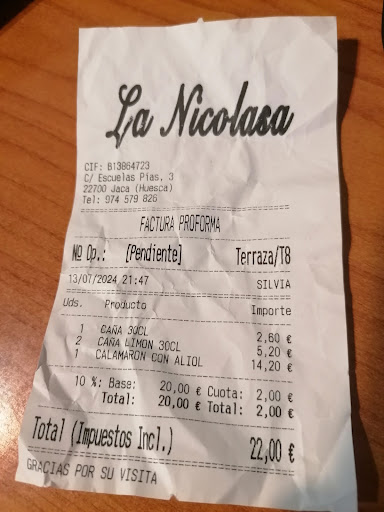 La Nicolasa
CIF: B13864723
C/ Escuelas Pias, 3
22700 Jaca (Huesca)
Tel: 974 579 826
FACTURA PROFORMA
Nº Op.: [Pendiente] Terraza/T8
13/07/2024 21:47 SILVIA
Uds. Producto Importe
1 CAÑA 30CL 2,60 €
2 CAÑA LIMON 30CL 5,20 €
1 CALAMARON CON ALIOL 14,20 €
10 %: Base: 20,00 € Cuota: 2,00 €
Total: 20,00 € Total: 2,00 €
Total (Impuestos Incl.) 22,00 €
GRACIAS POR SU VISITA